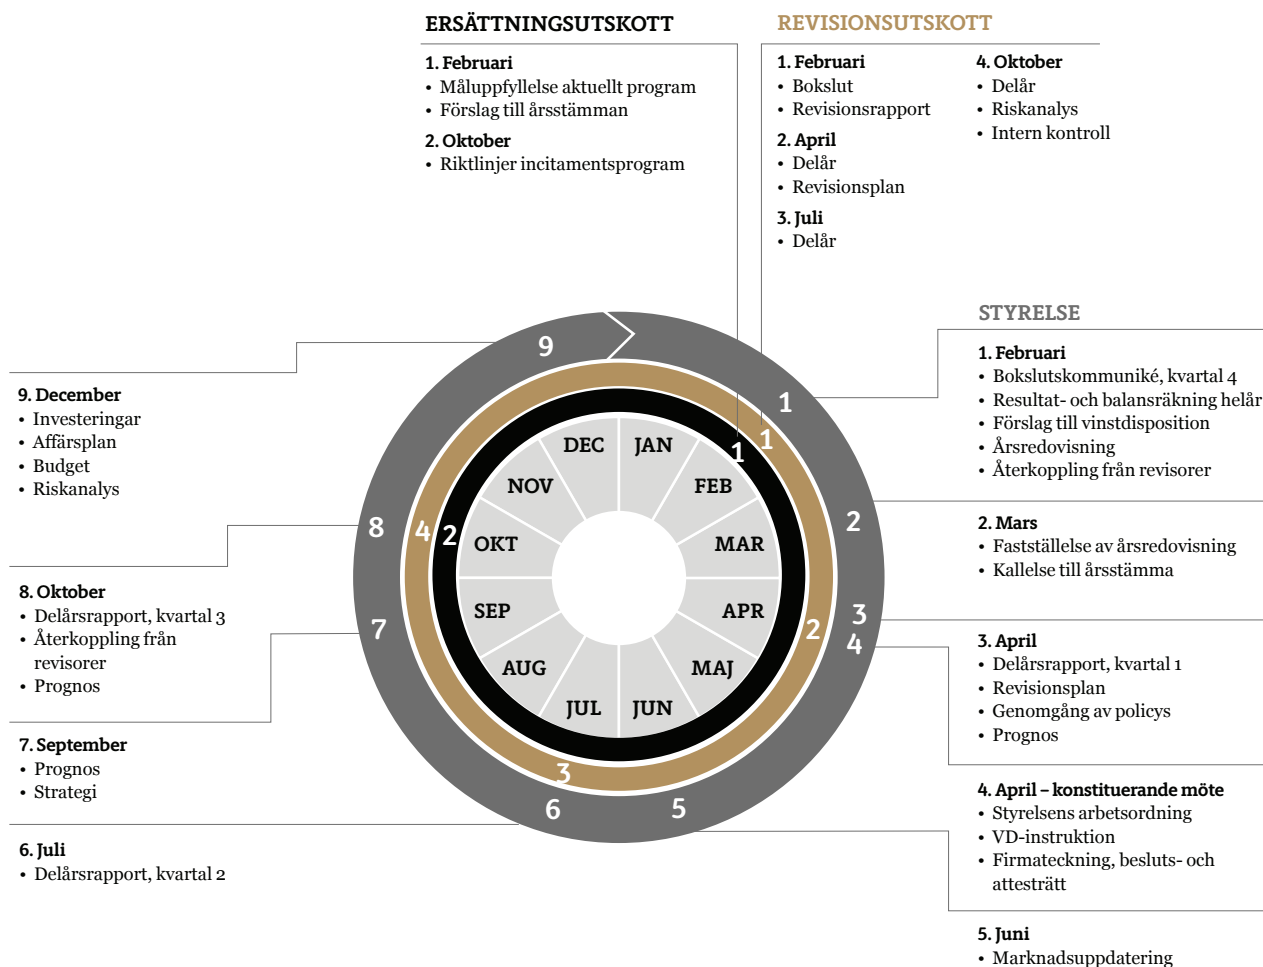 ERSÄTTNINGSUTSKOTT
1. Februari
• Måluppfyllelse aktuellt program
• Förslag till årsstämman
2. Oktober
• Riktlinjer incitamentsprogram
REVISIONSUTSKOTT
1. Februari
• Bokslut
• Revisionsrapport
2. April
• Delår
• Revisionsplan
3. Juli
• Delår
4. Oktober
• Delår
• Riskanalys
• Intern kontroll
STYRELSE
1. Februari
• Bokslutskommuniké, kvartal 4
• Resultat- och balansräkning helår
• Förslag till vinstdisposition
• Årsredovisning
• Återkoppling från revisorer
2. Mars
• Fastställelse av årsredovisning
• Kallelse till årsstämma
3. April
• Delårsrapport, kvartal 1
• Revisionsplan
• Genomgång av policys
• Prognos
4. April – konstituerande möte
• Styrelsens arbetsordning
• VD-instruktion
• Firmateckning, besluts- och
attesträtt
5. Juni
• Marknadsuppdatering
6. Juli
• Delårsrapport, kvartal 2
7. September
• Prognos
• Strategi
8. Oktober
• Delårsrapport, kvartal 3
• Återkoppling från
revisorer
• Prognos
9. December
• Investeringar
• Affärsplan
• Budget
• Riskanalys
JAN
FEB
MAR
APR
MAJ
JUN
JUL
AUG
SEP
OKT
NOV
DEC
1
2
3
4
5
6
7
8
9
1
2
3
4
1
2